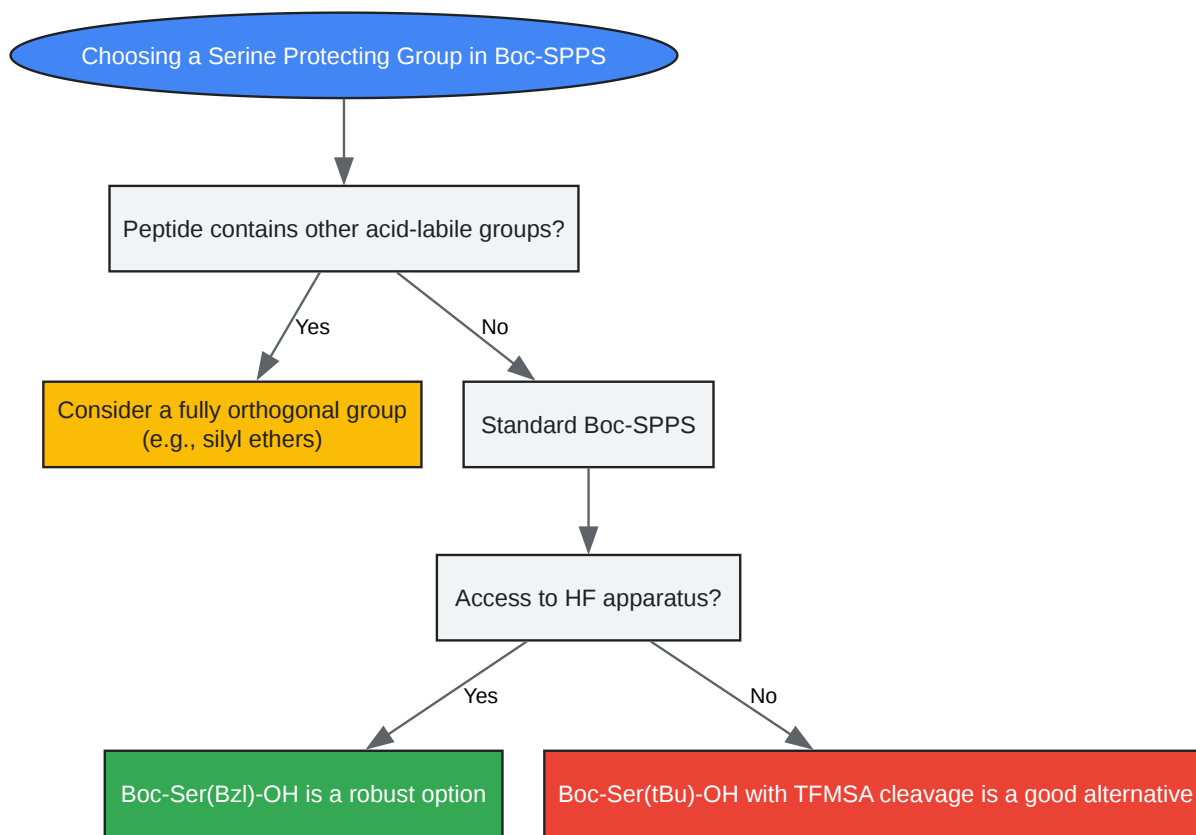 Choosing a Serine Protecting Group in Boc-SPPS
Peptide contains other acid-labile groups?
Yes
No
Consider a fully orthogonal group
(e.g., silyl ethers)
Standard Boc-SPPS
Access to HF apparatus?
Yes
No
Boc-Ser(Bzl)-OH is a robust option
Boc-Ser(tBu)-OH with TFMSA cleavage is a good alternative